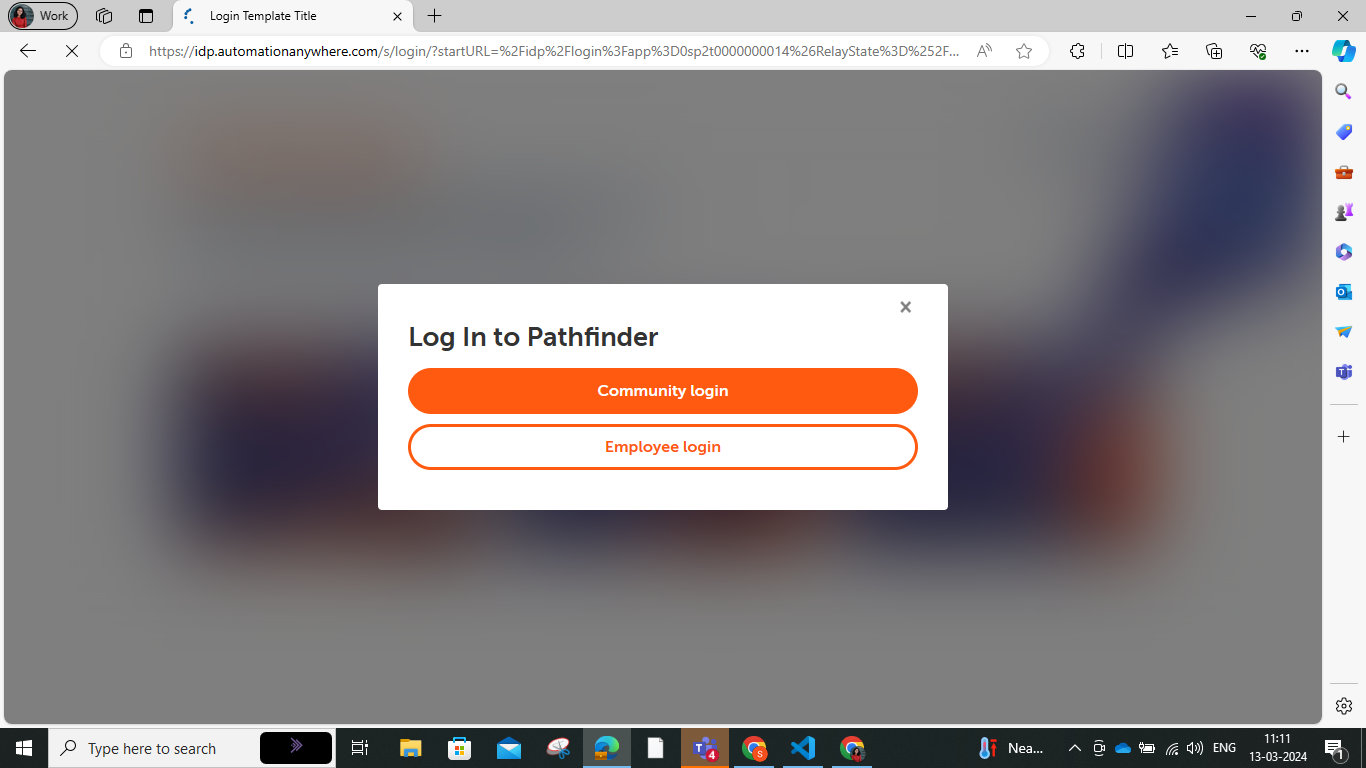 Work
Login Template Title
https://idp.automationanywhere.com/s/login/?startURL=%2Fidp%2Flogin%3Fapp%3D0sp2t0000000014%26RelayState%3D%252F...
Log In to Pathfinder
Community login
Employee login
Type here to search
4
S
Nea...
ENG
11:11
13-03-2024
1